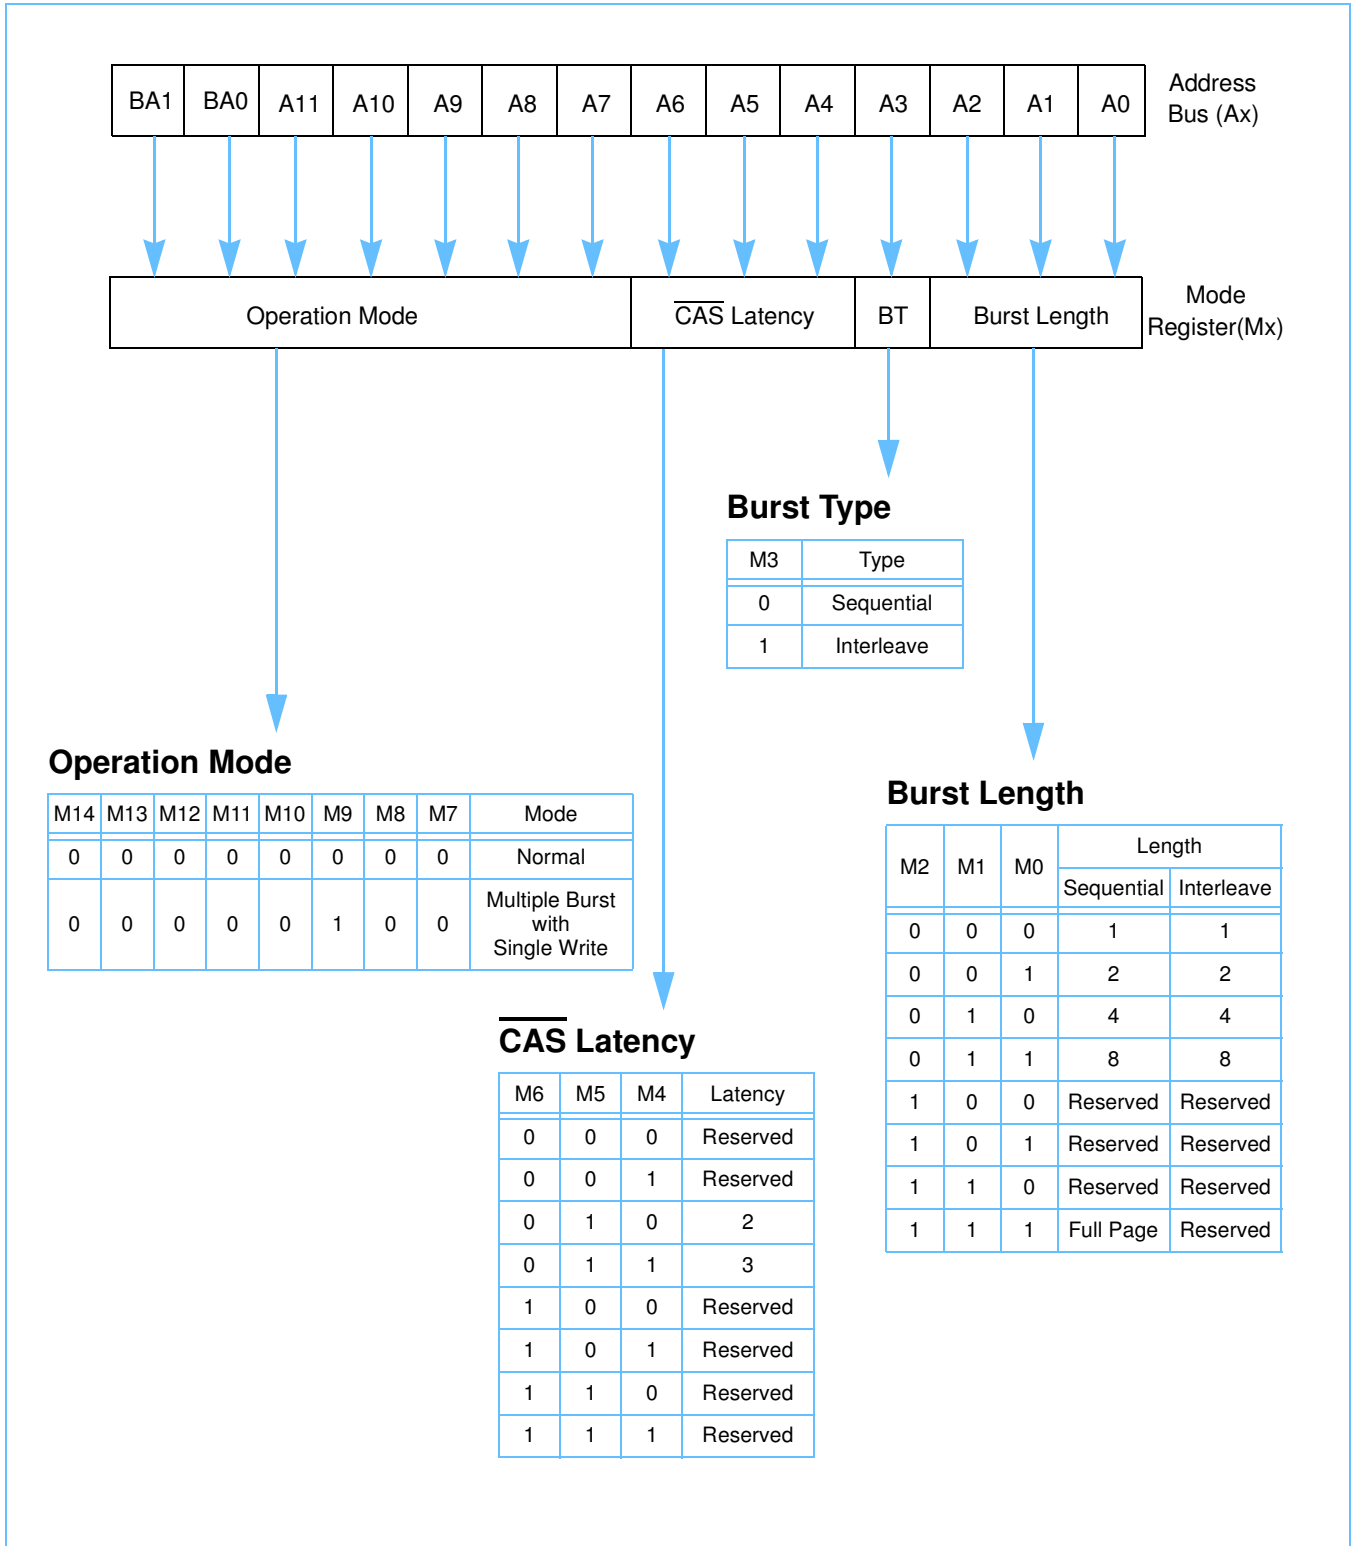 BA1 BA0 A11 A10 A9 A8 A7 A6 A5 A4 A3 A2 A1 A0
Address
Bus (Ax)
Operation Mode CAS Latency BT Burst Length
Mode
Register(Mx)
Burst Type
M3 Type
0 Sequential
1 Interleave
Operation Mode
M14 M13 M12 M11 M10 M9 M8 M7 Mode
0 0 0 0 0 0 0 0 Normal
0 0 0 0 0 1 0 0 Multiple Burst
with
Single Write
Burst Length
M2 M1 M0 Length
Sequential Interleave
0 0 0 1 1
0 0 1 2 2
0 1 0 4 4
0 1 1 8 8
1 0 0 Reserved Reserved
1 0 1 Reserved Reserved
1 1 0 Reserved Reserved
1 1 1 Full Page Reserved
CAS Latency
M6 M5 M4 Latency
0 0 0 Reserved
0 0 1 Reserved
0 1 0 2
0 1 1 3
1 0 0 Reserved
1 0 1 Reserved
1 1 0 Reserved
1 1 1 Reserved